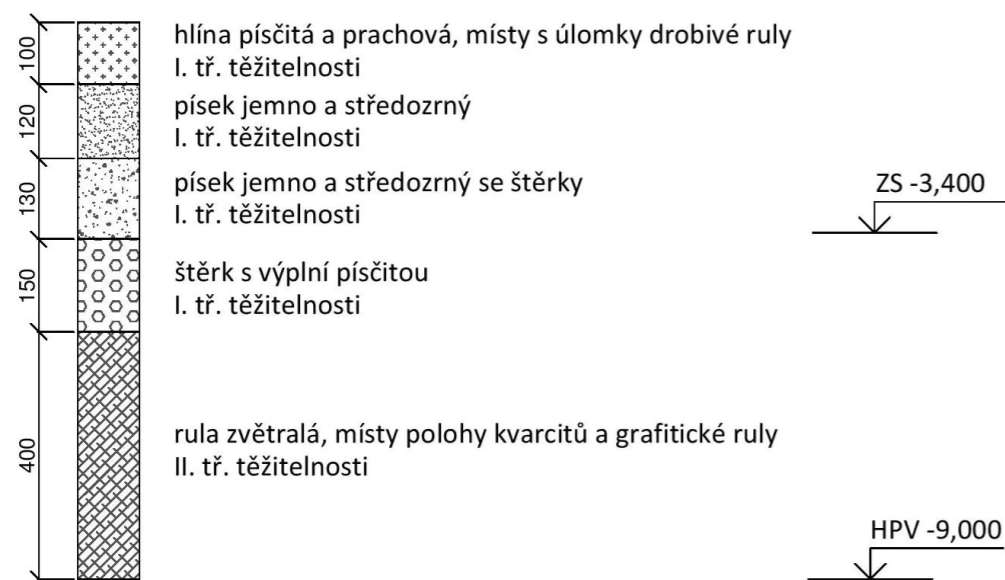 100
hlína písčitá a prachová, místy s úlomky drobivé ruly
I. tř. těžitelnosti
120
písek jemno a středozrný
I. tř. těžitelnosti
130
písek jemno a středozrný se štěrky
I. tř. těžitelnosti
ZS -3,400
150
štěrk s výplní písčitou
I. tř. těžitelnosti
400
rula zvětralá, místy polohy kvarcitů a grafitické ruly
II. tř. těžitelnosti
HPV -9,000